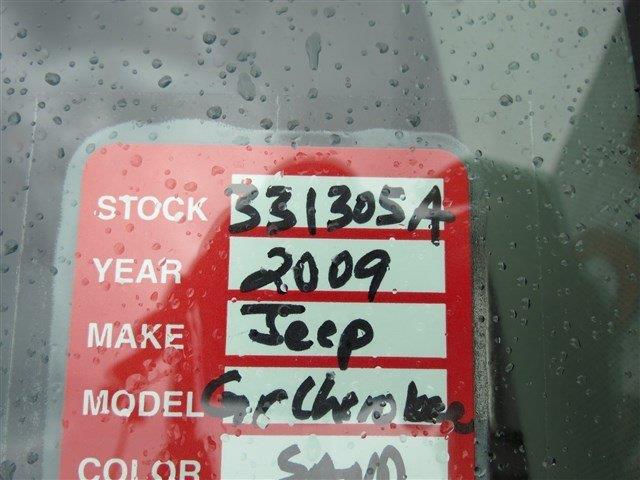 STOCK 331305A
YEAR 2009
MAKE Jeep
MODEL Gr Cherokee
COLOR